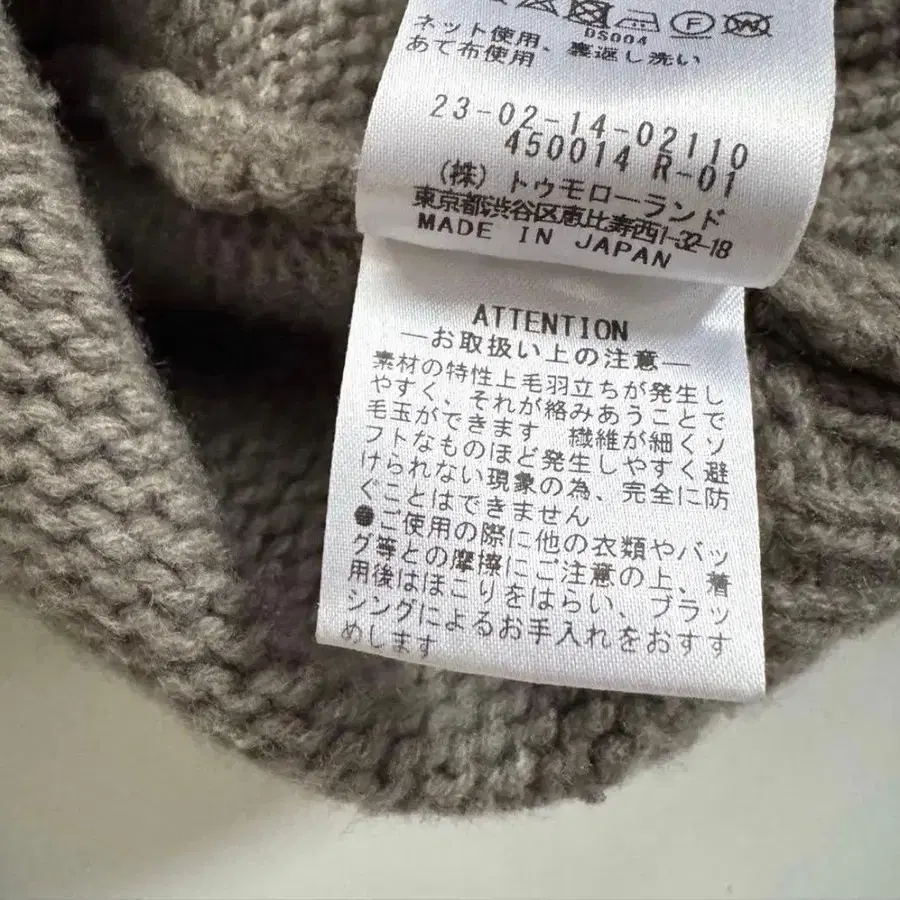 DS004
ネット使用、裏返し洗い
あて布使用
23-02-14-02110
450014 R-01
(株) トゥモローランド
東京都渋谷区恵比寿西1-32-18
MADE IN JAPAN
ATTENTION
―お取扱い上の注意―
素材の特性上毛羽立ちが発生し
やすく、それが絡みあうことで
毛玉ができます 繊維が細くソ
フトなものほど発生しやすく避
けられない現象の為、完全に防
ぐことはできません
●ご使用の際に他の衣類やバッ
グ等との摩擦にご注意の上、着
用後はほこりをはらい、ブラッ
シングによるお手入れをおすす
めします